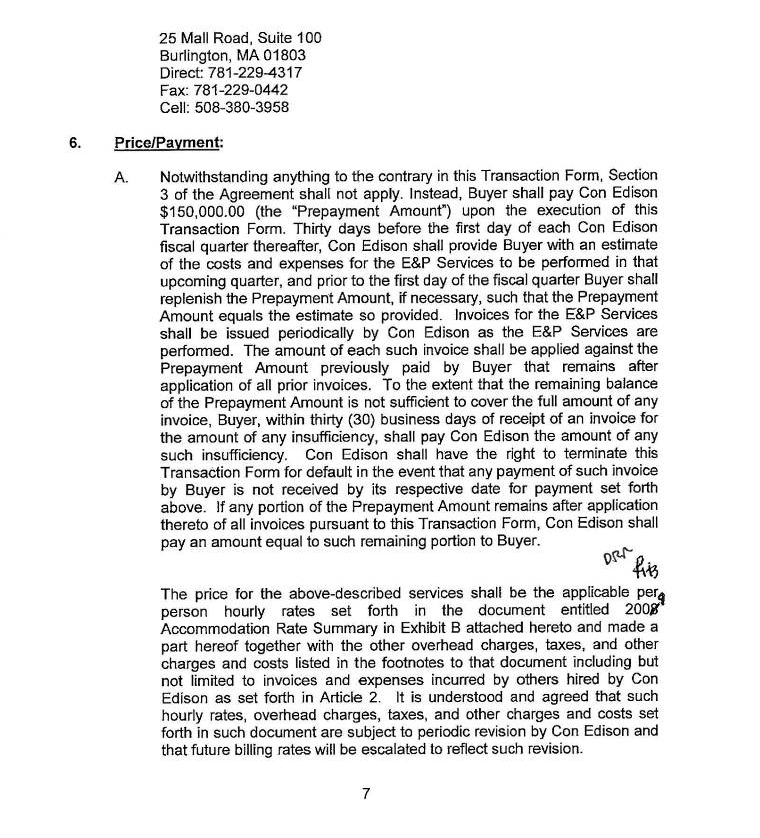 25 Mall Road, Suite 100
Burlington, MA 01803
Direct: 781-229-4317
Fax: 781-229-0442
Cell: 508-380-3958
6. Price/Payment:
A. Notwithstanding anything to the contrary in this Transaction Form, Section
3 of the Agreement shall not apply. Instead, Buyer shall pay Con Edison
$150,000.00 (the “Prepayment Amount”) upon the execution of this
Transaction Form. Thirty days before the first day of each Con Edison
fiscal quarter thereafter, Con Edison shall provide Buyer with an estimate
of the costs and expenses for the E&P Services to be performed in that
upcoming quarter, and prior to the first day of the fiscal quarter Buyer shall
replenish the Prepayment Amount, if necessary, such that the Prepayment
Amount equals the estimate so provided. Invoices for the E&P Services
shall be issued periodically by Con Edison as the E&P Services are
performed. The amount of each such invoice shall be applied against the
Prepayment Amount previously paid by Buyer that remains after
application of all prior invoices. To the extent that the remaining balance
of the Prepayment Amount is not sufficient to cover the full amount of any
invoice, Buyer, within thirty (30) business days of receipt of an invoice for
the amount of any insufficiency, shall pay Con Edison the amount of any
such insufficiency. Con Edison shall have the right to terminate this
Transaction Form for default in the event that any payment of such invoice
by Buyer is not received by its respective date for payment set forth
above. If any portion of the Prepayment Amount remains after application
thereto of all invoices pursuant to this Transaction Form, Con Edison shall
pay an amount equal to such remaining portion to Buyer.
The price for the above-described services shall be the applicable per
9
person hourly rates set forth in the document entitled 2008
Accommodation Rate Summary in Exhibit B attached hereto and made a
part hereof together with the other overhead charges, taxes, and other
charges and costs listed in the footnotes to that document including but
not limited to invoices and expenses incurred by others hired by Con
Edison as set forth in Article 2. It is understood and agreed that such
hourly rates, overhead charges, taxes, and other charges and costs set
forth in such document are subject to periodic revision by Con Edison and
that future billing rates will be escalated to reflect such revision.
7